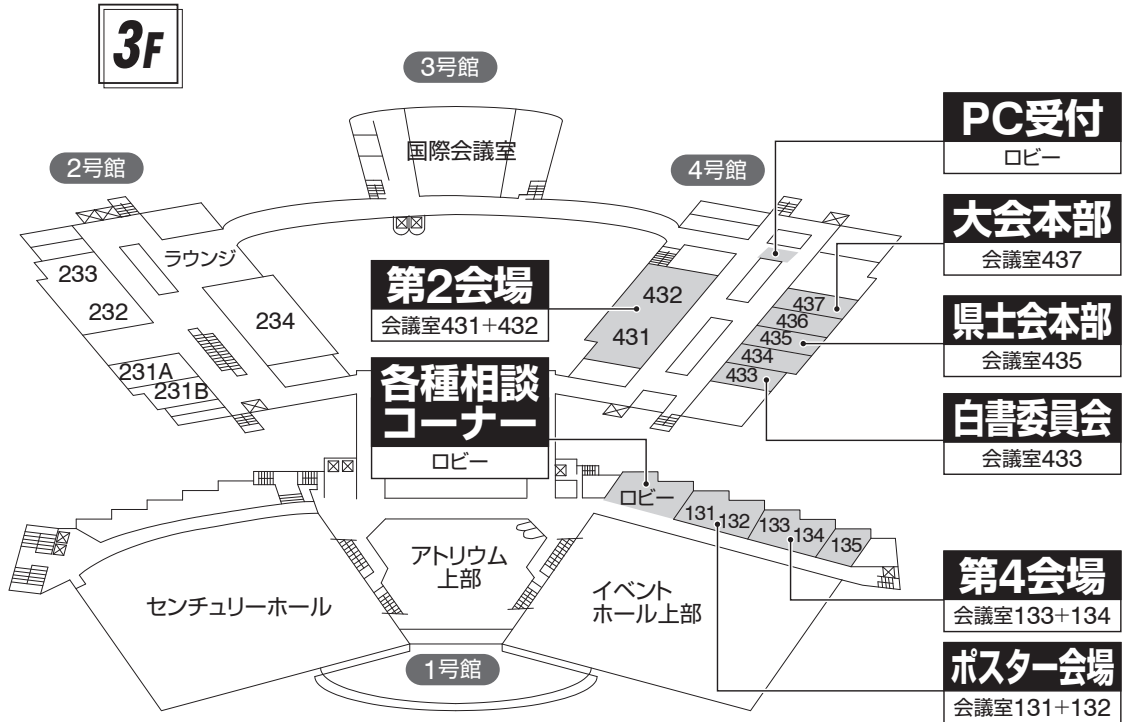 3F
3号館
国際会議室
2号館
4号館
PC受付
ロビー
大会本部
会議室437
県士会本部
会議室435
白書委員会
会議室433
ラウンジ
233
232
234
231A
231B
第2会場
会議室431+432
432
431
437
436
435
434
433
各種相談
コーナー
ロビー
ロビー
131
132
133
134
135
第4会場
会議室133+134
ポスター会場
会議室131+132
アトリウム
上部
センチュリーホール
イベント
ホール上部
1号館